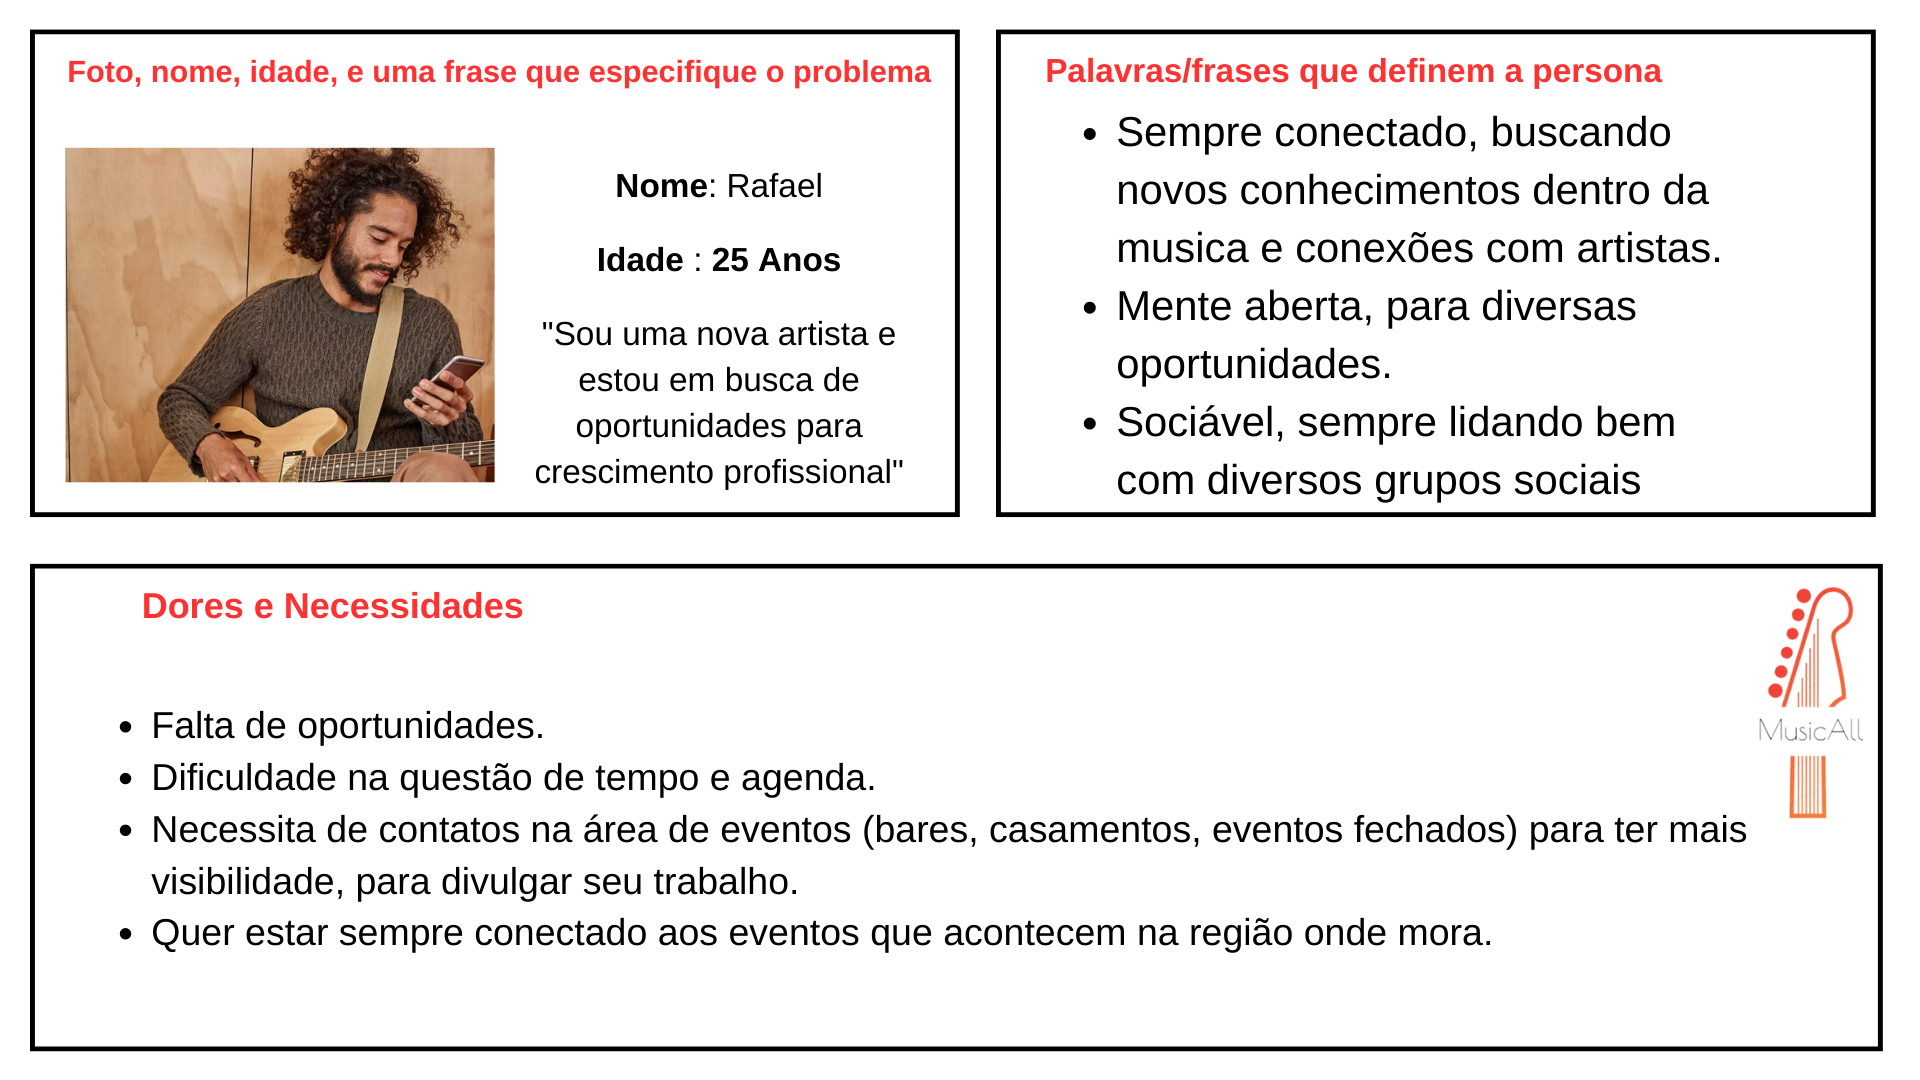 Foto, nome, idade, e uma frase que especifique o problema
Nome: Rafael
Idade : 25 Anos
"Sou uma nova artista e
estou em busca de
oportunidades para
crescimento profissional"
Palavras/frases que definem a persona
• Sempre conectado, buscando
novos conhecimentos dentro da
musica e conexões com artistas.
• Mente aberta, para diversas
oportunidades.
• Sociável, sempre lidando bem
com diversos grupos sociais
Dores e Necessidades
• Falta de oportunidades.
• Dificuldade na questão de tempo e agenda.
• Necessita de contatos na área de eventos (bares, casamentos, eventos fechados) para ter mais
visibilidade, para divulgar seu trabalho.
• Quer estar sempre conectado aos eventos que acontecem na região onde mora.
MusicAll